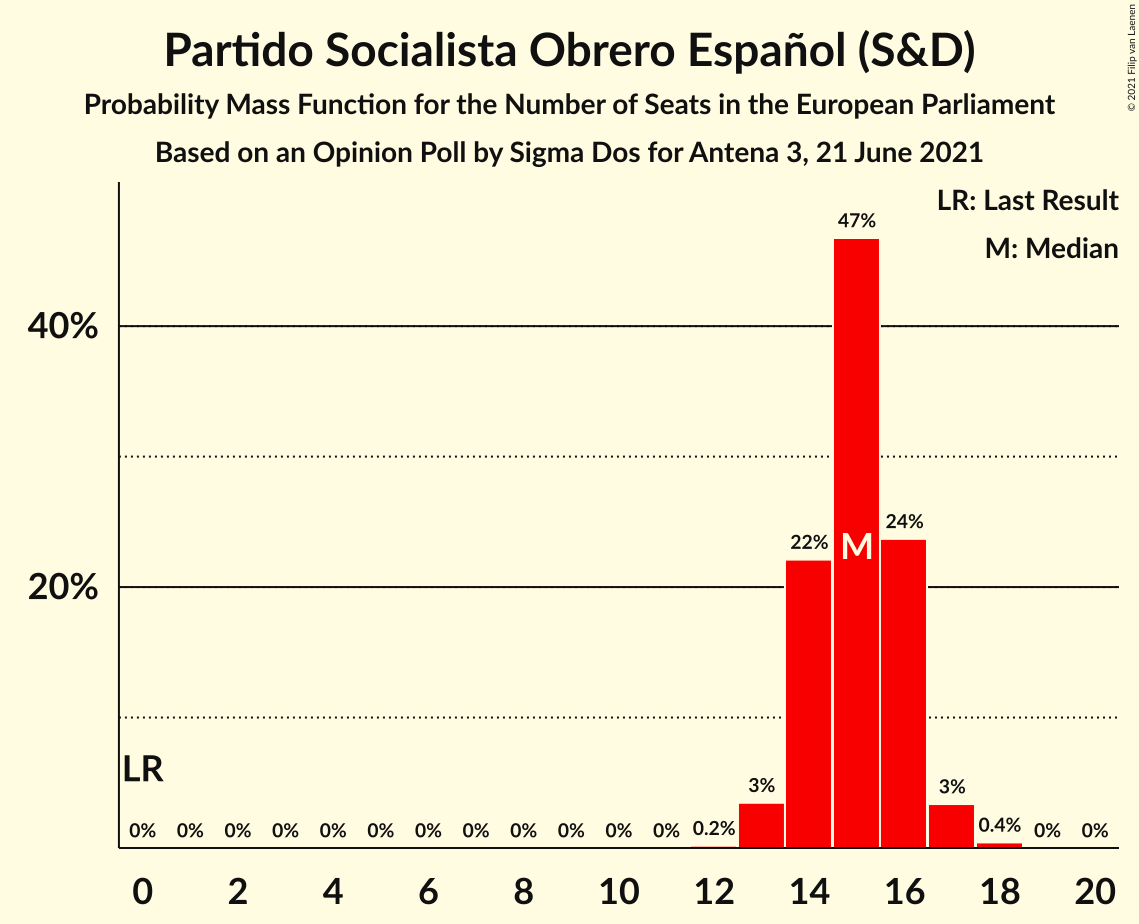 Partido Socialista Obrero Español (S&D)
Probability Mass Function for the Number of Seats in the European Parliament
Based on an Opinion Poll by Sigma Dos for Antena 3, 21 June 2021
© 2021 Filip van Laenen
LR: Last Result
M: Median
47%
40%
24%
22%
M
20%
LR
3%
3%
0% 0% 0% 0% 0% 0% 0% 0% 0% 0% 0% 0% 0.2% 0.4% 0% 0%
0 2 4 6 8 10 12 14 16 18 20